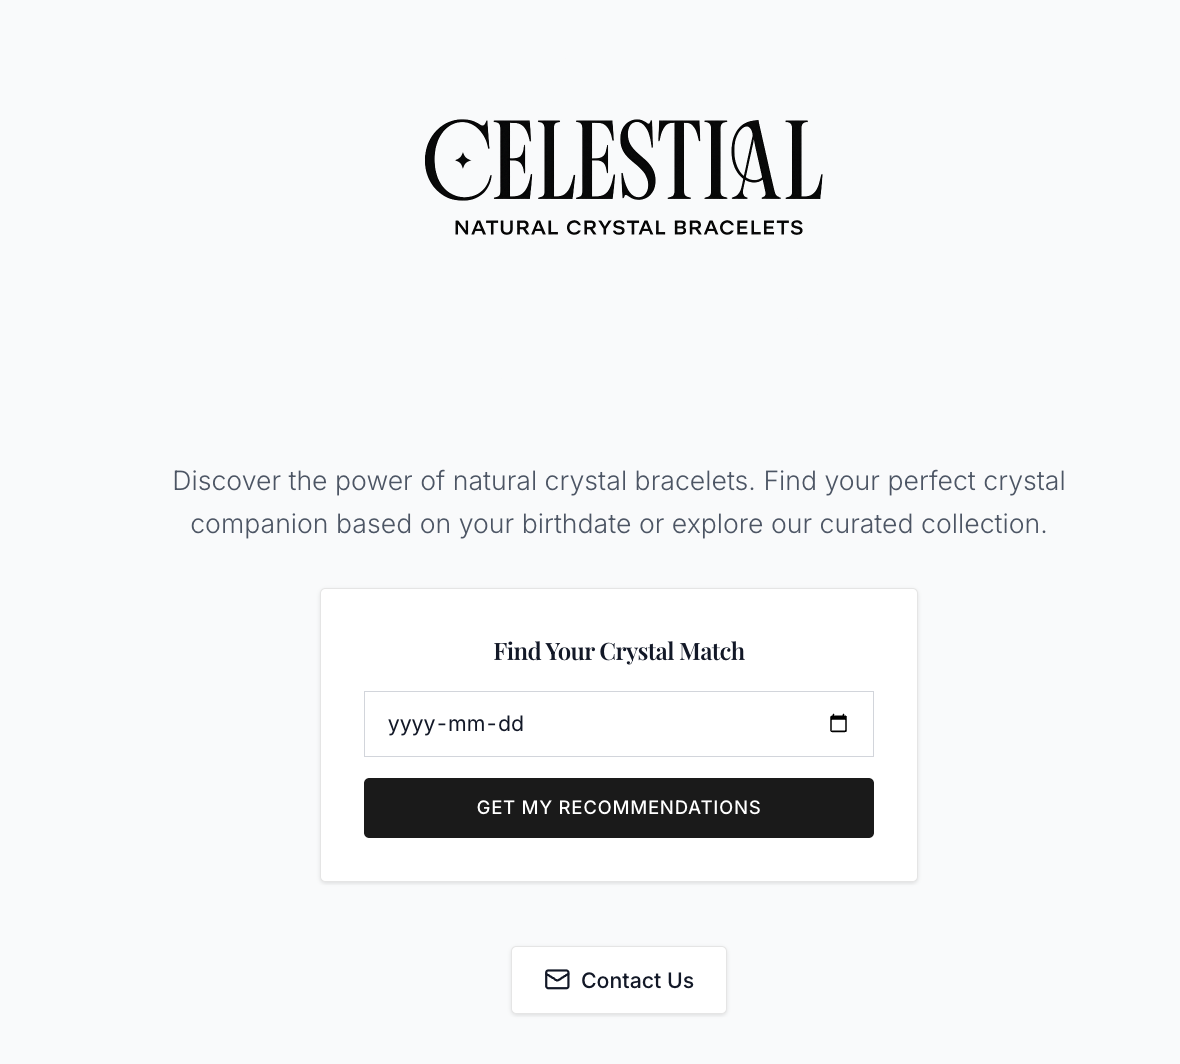 CELESTIAL
NATURAL CRYSTAL BRACELETS
Discover the power of natural crystal bracelets. Find your perfect crystal
companion based on your birthdate or explore our curated collection.
Find Your Crystal Match
yyyy-mm-dd
GET MY RECOMMENDATIONS
Contact Us